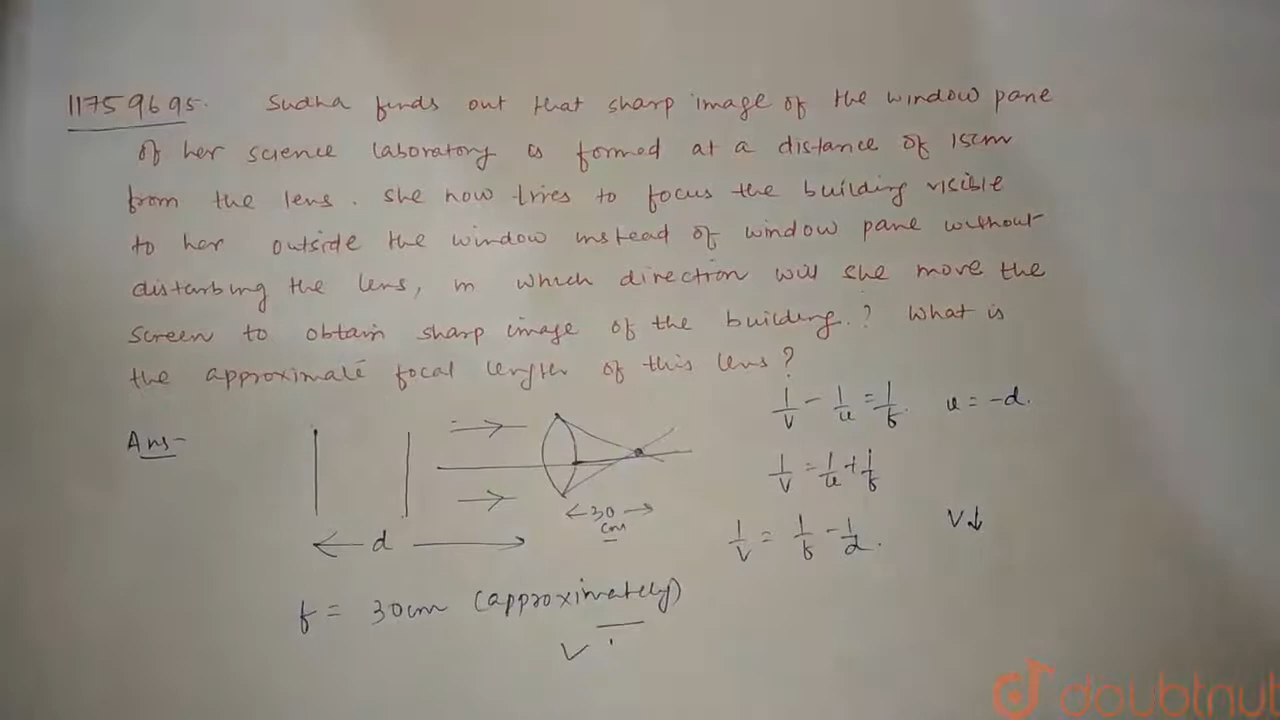 11759695. Sudha finds out that sharp image of the window pane
of her science laboratory is formed at a distance of 15cm
from the lens. She now tries to focus the building visible
to her outside the window instead of window pane without
disturbing the lens, in which direction will she move the
screen to obtain sharp image of the building.? What is
the approximate focal length of this lens?
1/v - 1/u = 1/f. u = -d.
Ans-
1/v = 1/u + 1/f
← 30 →
cm
1/v = 1/f - 1/d. v↓
← d →
f = 30cm (approximately)
doubtnut